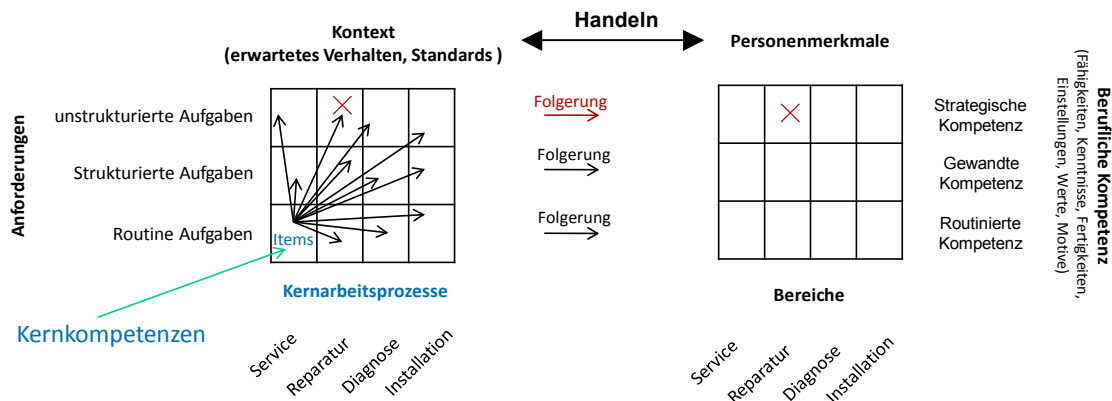 Handeln
Kontext
(erwartetes Verhalten, Standards )
Personenmerkmale
Anforderungen
unstrukturierte Aufgaben
Strukturierte Aufgaben
Routine Aufgaben
Items
Folgerung
Folgerung
Folgerung
Strategische
Kompetenz
Gewandte
Kompetenz
Routinierte
Kompetenz
Berufliche Kompetenz
(Fähigkeiten, Kenntnisse, Fertigkeiten,
Einstellungen, Werte, Motive)
Kernarbeitsprozesse
Bereiche
Kernkompetenzen
Service
Reparatur
Diagnose
Installation
Service
Reparatur
Diagnose
Installation